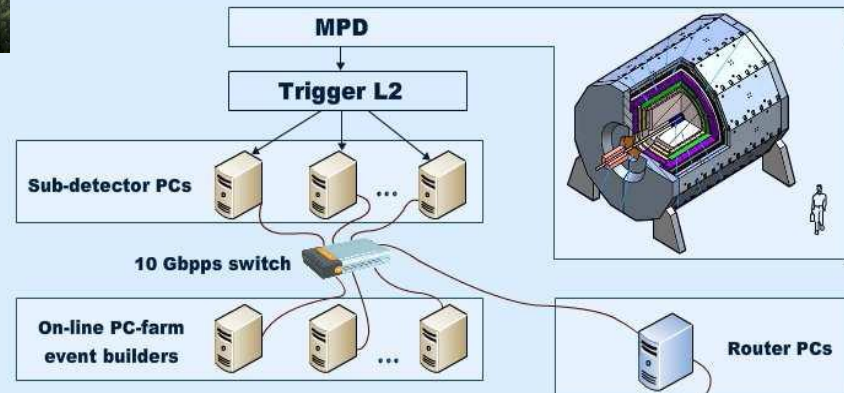 MPD
Trigger L2
Sub-detector PCs
...
10 Gbpps switch
On-line PC-farm
event builders
...
Router PCs